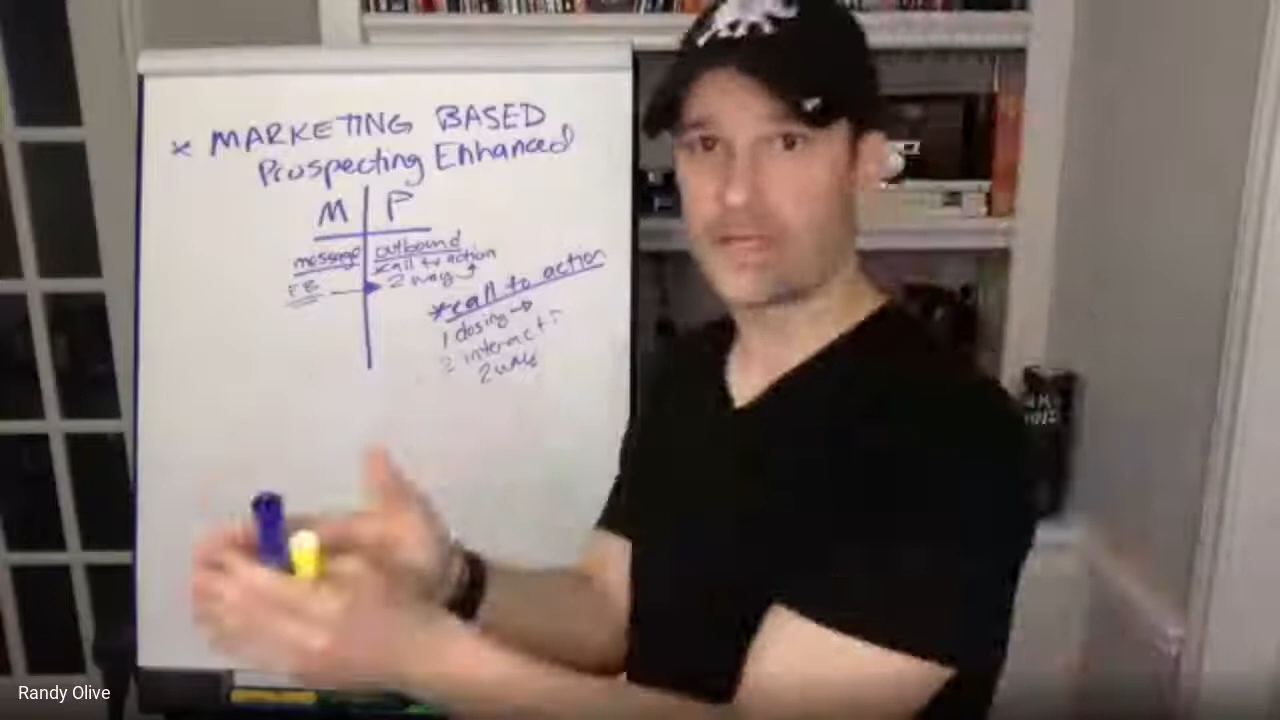 * MARKETING BASED
Prospecting Enhanced
M P
message outbound
call to action
FB 2 way
*call to action
1 closing →
2 interact
2 way
Randy Olive